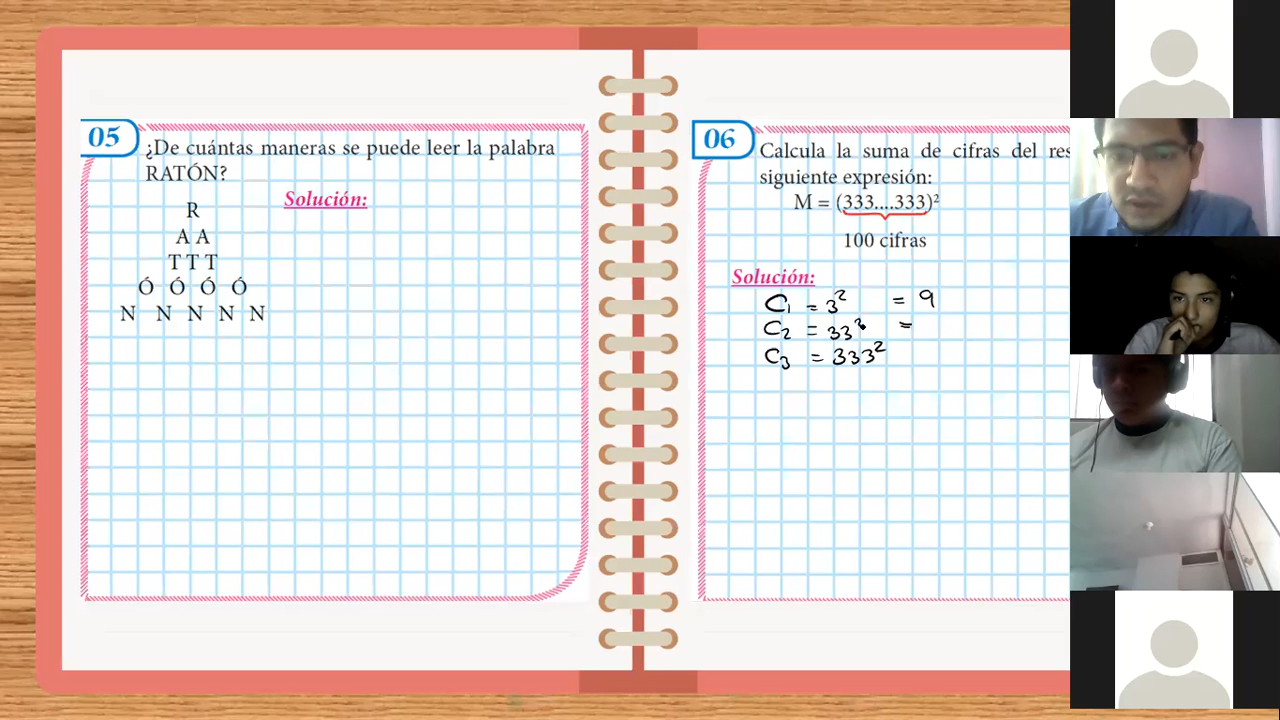 05
¿De cuántas maneras se puede leer la palabra
RATÓN?
Solución:
R
A A
T T T
Ó Ó Ó Ó
N N N N N
06
Calcula la suma de cifras del
siguiente expresión:
M = (333....333)²
100 cifras
Solución:
C₁ = 3² = 9
C₂ = 33² =
C₃ = 333²